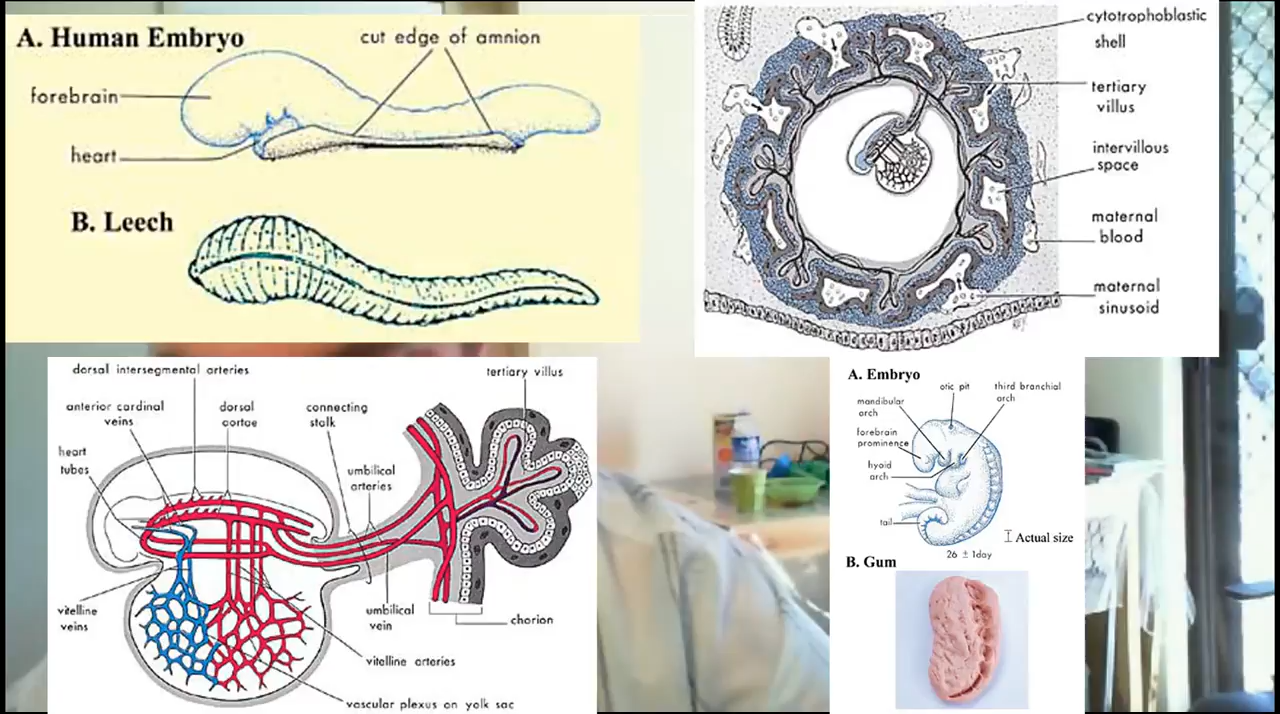 A. Human Embryo
cut edge of amnion
forebrain
heart
B. Leech
cytotrophoblastic
shell
tertiary
villus
intervillous
space
maternal
blood
maternal
sinusoid
dorsal intersegmental arteries
tertiary villus
anterior cardinal
veins
dorsal
aortae
connecting
stalk
heart
tubes
umbilical
arteries
vitelline
veins
umbilical
vein
chorion
vitelline arteries
vascular plexus on yolk sac
A. Embryo
otic pit
third branchial
arch
mandibular
arch
forebrain
prominence
hyoid
arch
tail
Actual size
26 ± 1day
B. Gum